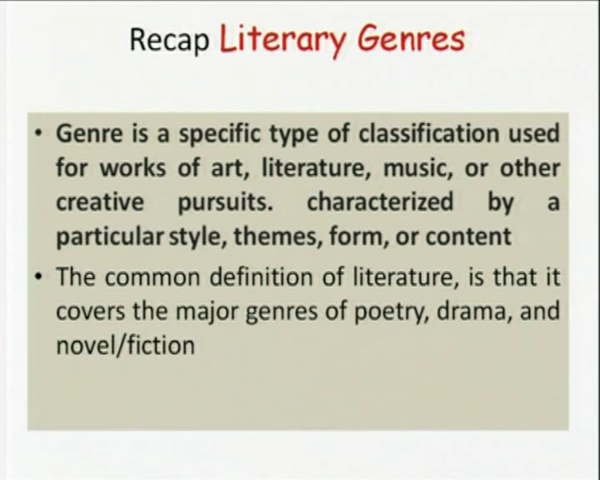 Recap Literary Genres
• Genre is a specific type of classification used
for works of art, literature, music, or other
creative pursuits. characterized by a
particular style, themes, form, or content
• The common definition of literature, is that it
covers the major genres of poetry, drama, and
novel/fiction